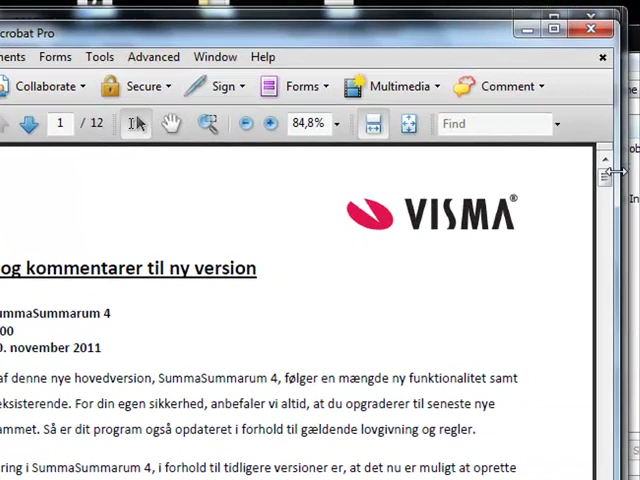 crobat Pro
ments Forms Tools Advanced Window Help
Collaborate Secure Sign Forms Multimedia Comment
1 / 12 84,8% Find
VISMA®
og kommentarer til ny version
ummaSummarum 4
00
0. november 2011
af denne nye hovedversion, SummaSummarum 4, følger en mængde ny funktionalitet samt
eksisterende. For din egen sikkerhed, anbefaler vi altid, at du opgraderer til seneste nye
ammet. Så er dit program også opdateret i forhold til gældende lovgivning og regler.
ring i SummaSummarum 4, i forhold til tidligere versioner er, at det nu er muligt at oprette